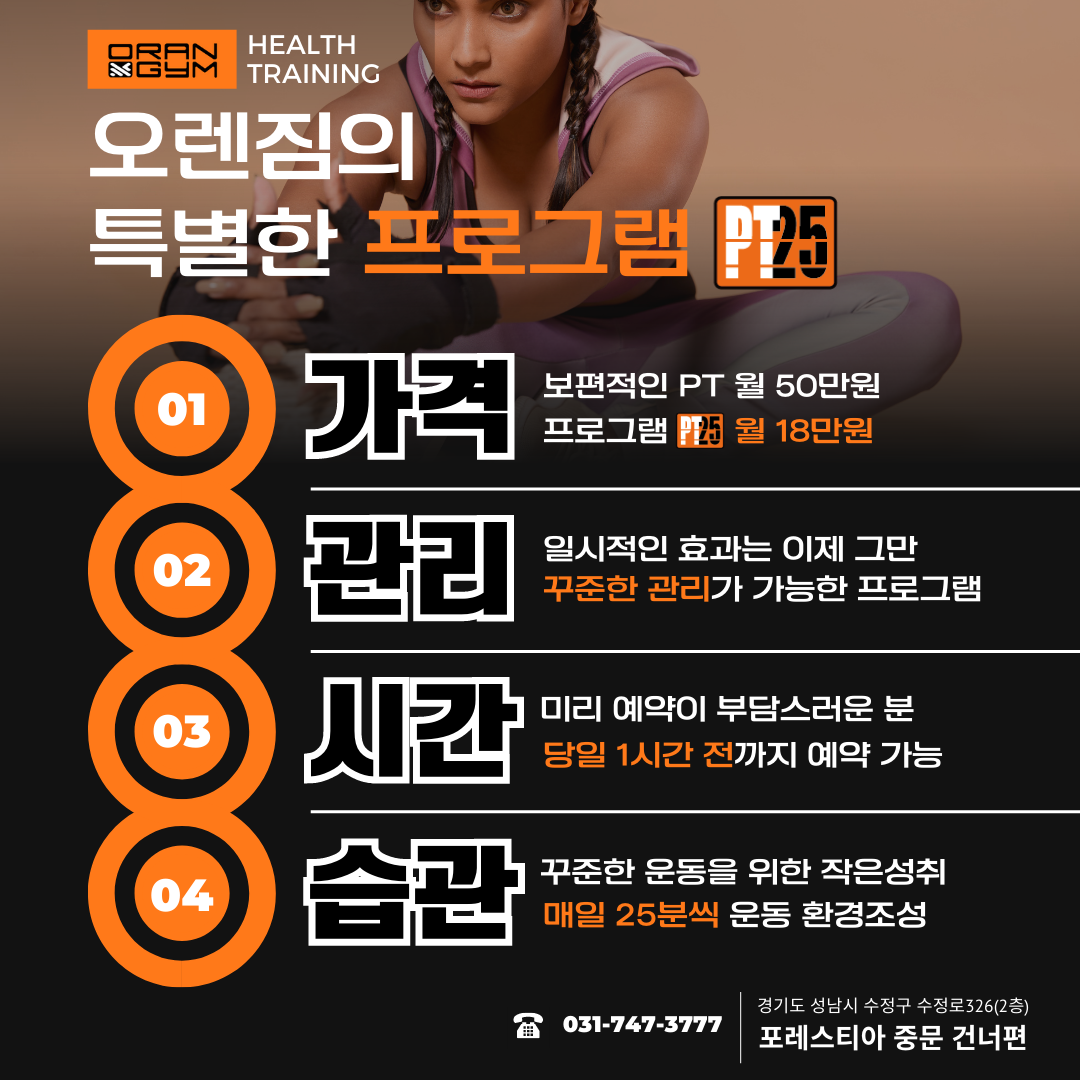 ORAN
GYM
HEALTH
TRAINING
오렌짐의
특별한 프로그램 PT25
01
가격
보편적인 PT 월 50만원
프로그램 PT25 월 18만원
02
관리
일시적인 효과는 이제 그만
꾸준한 관리가 가능한 프로그램
03
시간
미리 예약이 부담스러운 분
당일 1시간 전까지 예약 가능
04
습관
꾸준한 운동을 위한 작은성취
매일 25분씩 운동 환경조성
031-747-3777
경기도 성남시 수정구 수정로326(2층)
포레스티아 중문 건너편